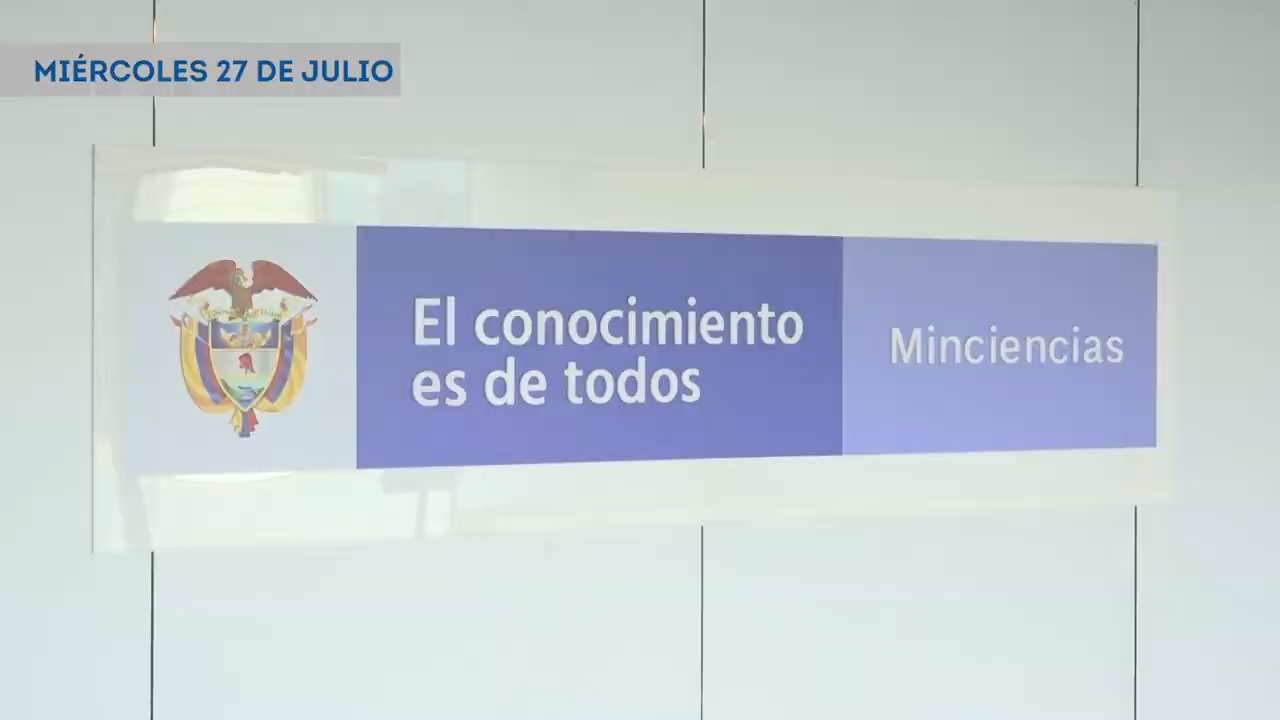 MIÉRCOLES 27 DE JULIO
El conocimiento
es de todos
Minciencias